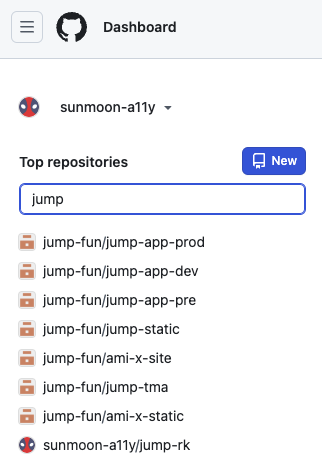 Dashboard
sunmoon-a11y
Top repositories
New
jump
jump-fun/jump-app-prod
jump-fun/jump-app-dev
jump-fun/jump-app-pre
jump-fun/jump-static
jump-fun/ami-x-site
jump-fun/jump-tma
jump-fun/ami-x-static
sunmoon-a11y/jump-rk